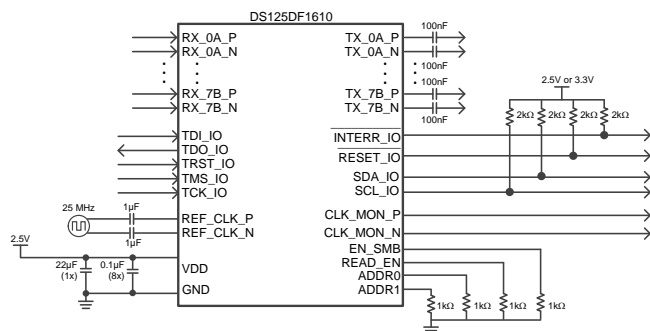 DS125DF1610
RX_0A_P
RX_0A_N
RX_7B_P
RX_7B_N
TDI_IO
TDO_IO
TRST_IO
TMS_IO
TCK_IO
25 MHz
1µF
1µF
REF_CLK_P
REF_CLK_N
2.5V
22µF
(1x)
0.1µF
(8x)
VDD
GND
TX_0A_P
TX_0A_N
100nF
100nF
TX_7B_P
TX_7B_N
100nF
100nF
2.5V or 3.3V
2kΩ
2kΩ
2kΩ
2kΩ
INTERR_IO
RESET_IO
SDA_IO
SCL_IO
CLK_MON_P
CLK_MON_N
EN_SMB
READ_EN
ADDR0
ADDR1
1kΩ
1kΩ
1kΩ
1kΩ